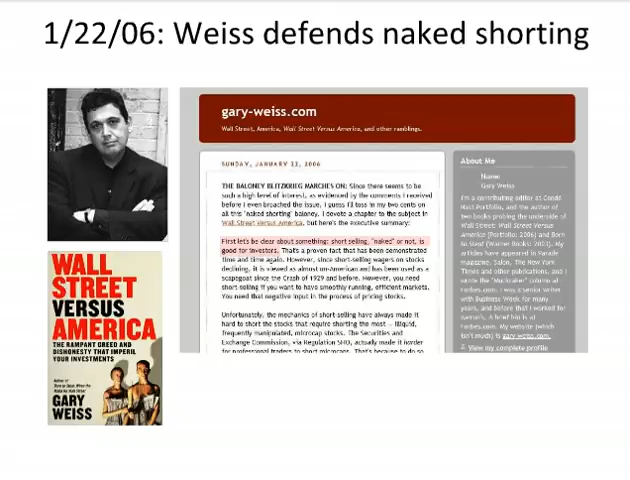 1/22/06: Weiss defends naked shorting
gary-weiss.com
Wall Street, America, Wall Street Versus America, and other ramblings.
SUNDAY, JANUARY 22, 2006
THE BALONEY BLITZKRIEG MARCHES ON: Since there seems to be
such a high level of interest, as evidenced by the comments I received
before I even broached the issue, I guess I'll toss in my two cents on
all this "naked shorting" baloney. I devote a chapter to the subject in
Wall Street Versus America, but here's the executive summary:
First let's be clear about something: short selling, "naked" or not, is
good for investors. That's a proven fact that has been demonstrated
time and time again. However, since short-selling wagers on stocks
declining, it is viewed as almost un-American and has been used as a
scapegoat since the Crash of 1929 and before. However, you need
short selling if you want to have smoothly running, efficient markets.
You need that negative input in the process of pricing stocks.
Unfortunately, the mechanics of short-selling have always made it
hard to short the stocks that require shorting the most -- illiquid,
frequently manipulated, microcap stocks. The Securities and
Exchange Commission, via Regulation SHO, actually made it harder
for professional traders to short microcaps. That's because to do so
About Me
Name:
Gary Weiss
I'm a contributing editor at Condé
Nast Portfolio, and the author of
two books probing the underside of
Wall Street: Wall Street Versus
America (Portfolio: 2006) and Born
to Steal (Warner Books: 2003). My
articles have appeared in Parade
magazine, Salon, The New York
Times and other publications, and I
wrote the "Muckraker" column at
Forbes.com. I was a senior writer
with Business Week for many
years, and before that I worked for
Barron's. A brief bio is at
Forbes.com. My website (which
isn't much) is gary-weiss.com.
View my complete profile
WALL
STREET
VERSUS
AMERICA
THE RAMPANT GREED AND
DISHONESTY THAT IMPERIL
YOUR INVESTMENTS
GARY
WEISS